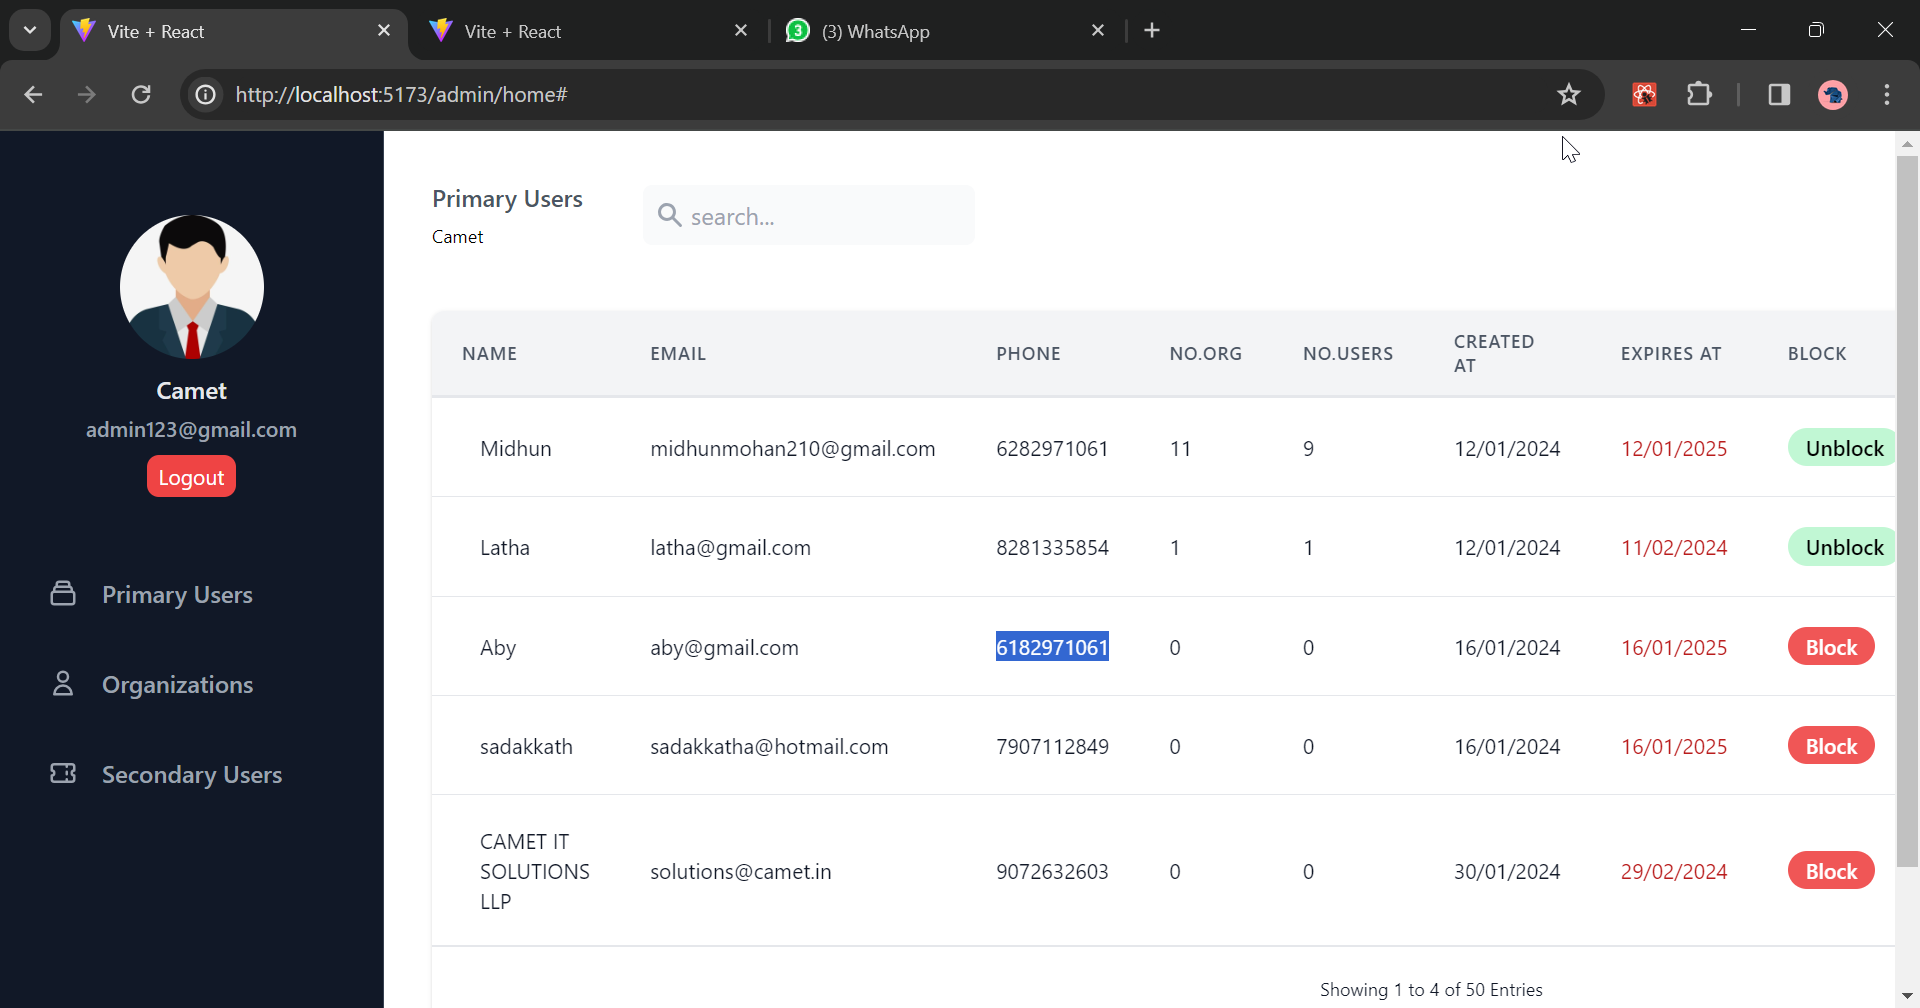 Vite + React
Vite + React
3
(3) WhatsApp
http://localhost:5173/admin/home#
Camet
admin123@gmail.com
Logout
Primary Users
Organizations
Secondary Users
Primary Users
Camet
search...
NAME EMAIL PHONE NO.ORG NO.USERS CREATED AT EXPIRES AT BLOCK
Midhun midhunmohan210@gmail.com 6282971061 11 9 12/01/2024 12/01/2025 Unblock
Latha latha@gmail.com 8281335854 1 1 12/01/2024 11/02/2024 Unblock
Aby aby@gmail.com 6182971061 0 0 16/01/2024 16/01/2025 Block
sadakkath sadakkatha@hotmail.com 7907112849 0 0 16/01/2024 16/01/2025 Block
CAMET IT SOLUTIONS LLP solutions@camet.in 9072632603 0 0 30/01/2024 29/02/2024 Block
Showing 1 to 4 of 50 Entries